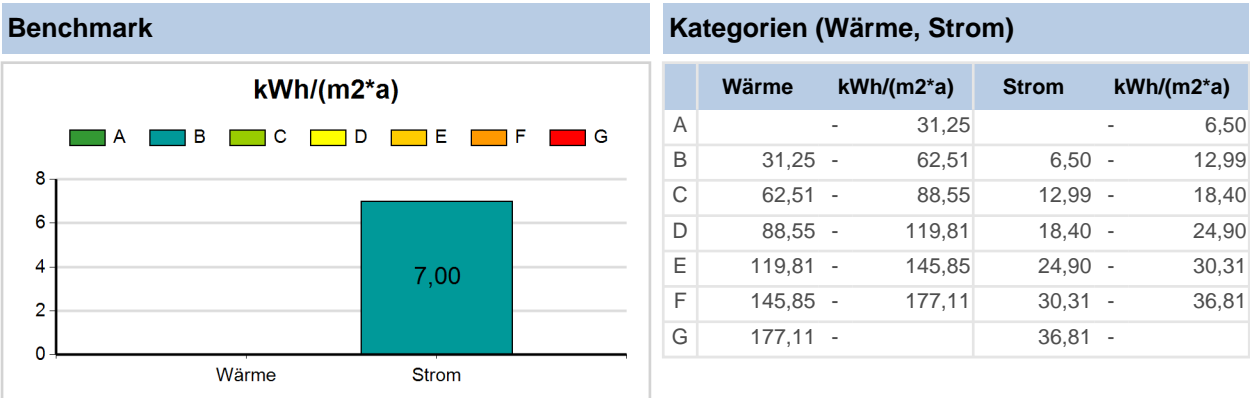 Benchmark
kWh/(m2*a)
A B C D E F G
8
6
4
2
0
7,00
Wärme Strom
Kategorien (Wärme, Strom)
Wärme kWh/(m2*a) Strom kWh/(m2*a)
A - 31,25 - 6,50
B 31,25 - 62,51 6,50 - 12,99
C 62,51 - 88,55 12,99 - 18,40
D 88,55 - 119,81 18,40 - 24,90
E 119,81 - 145,85 24,90 - 30,31
F 145,85 - 177,11 30,31 - 36,81
G 177,11 - 36,81 -